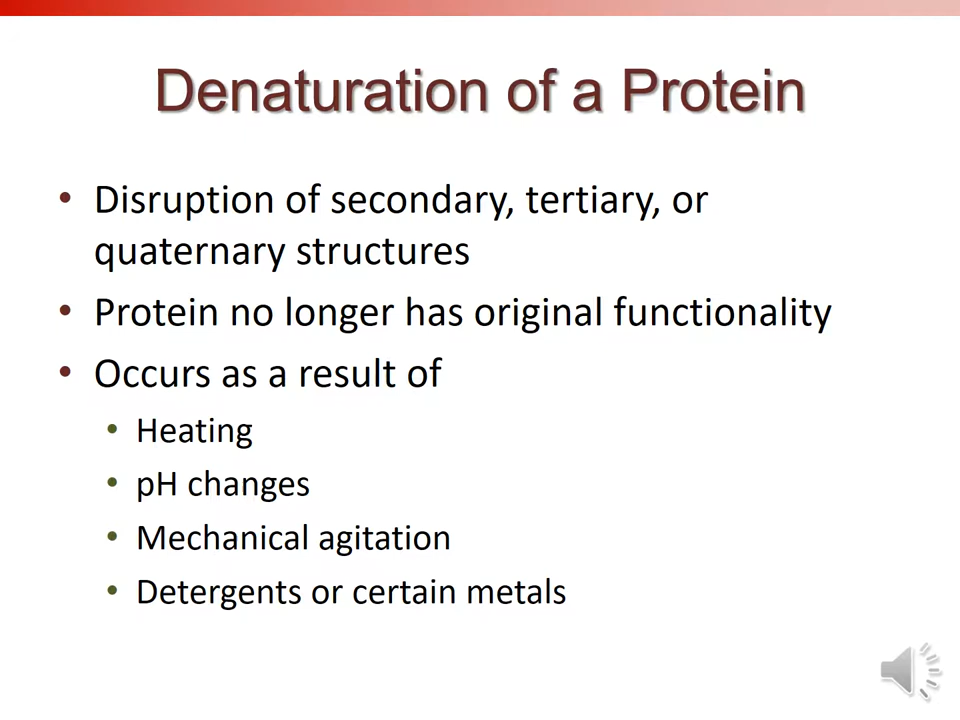 Denaturation of a Protein
• Disruption of secondary, tertiary, or
quaternary structures
• Protein no longer has original functionality
• Occurs as a result of
• Heating
• pH changes
• Mechanical agitation
• Detergents or certain metals